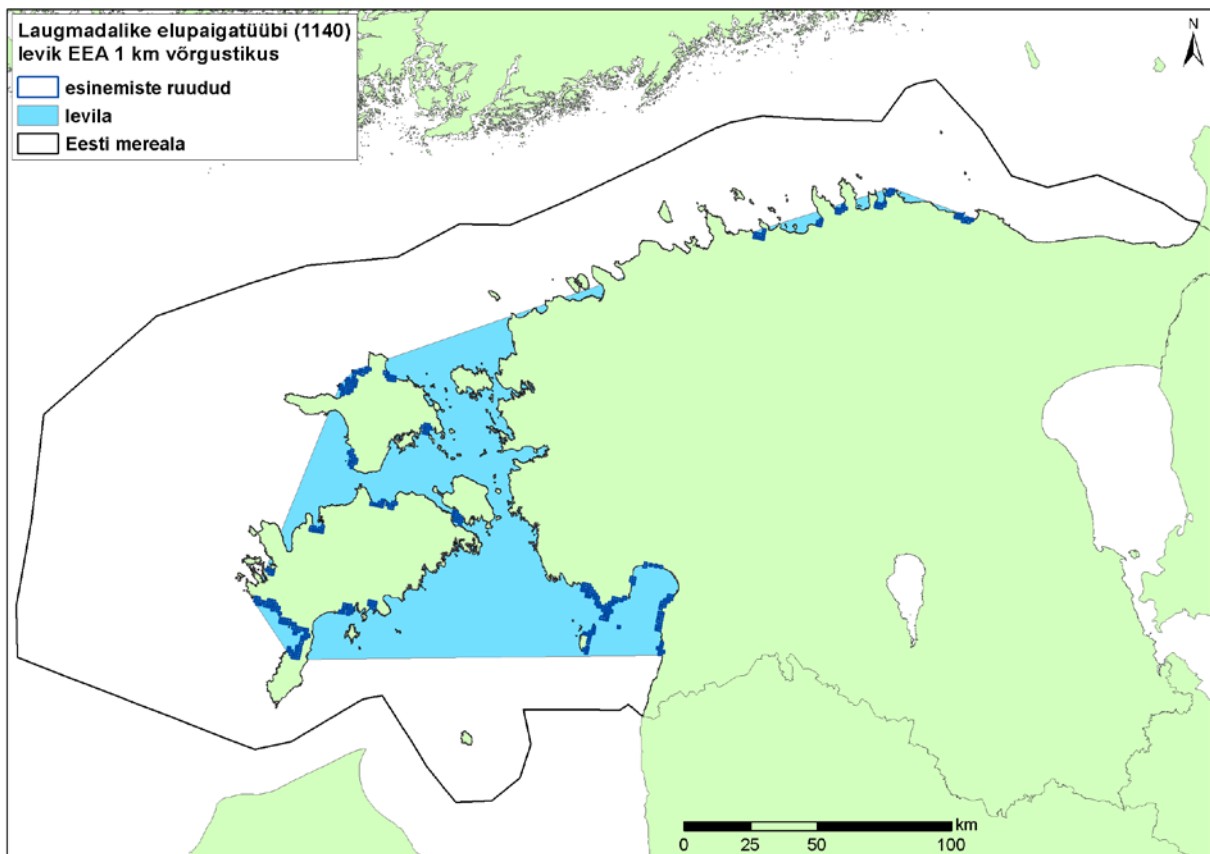 Laugmadalike elupaigatüübi (1140)
levik EEA 1 km võrgustikus
esinemiste ruudud
levila
Eesti mereala
N
km
0 25 50 100